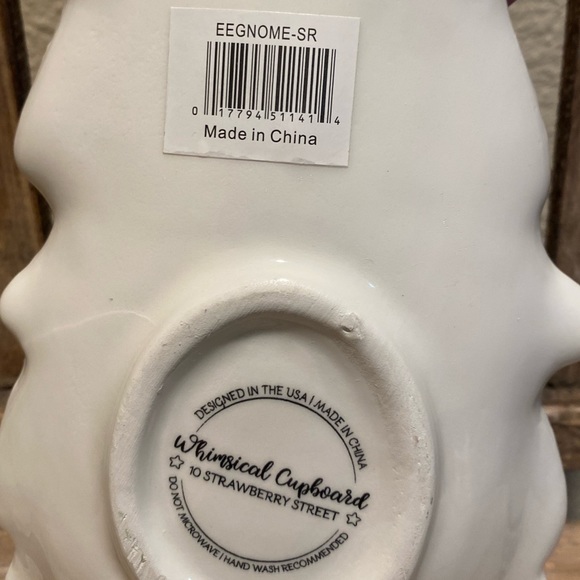 EEGNOME-SR
0 17794 51141 4
Made in China
DESIGNED IN THE USA | MADE IN CHINA
Whimsical Cupboard
10 STRAWBERRY STREET
DO NOT MICROWAVE | HAND WASH RECOMMENDED